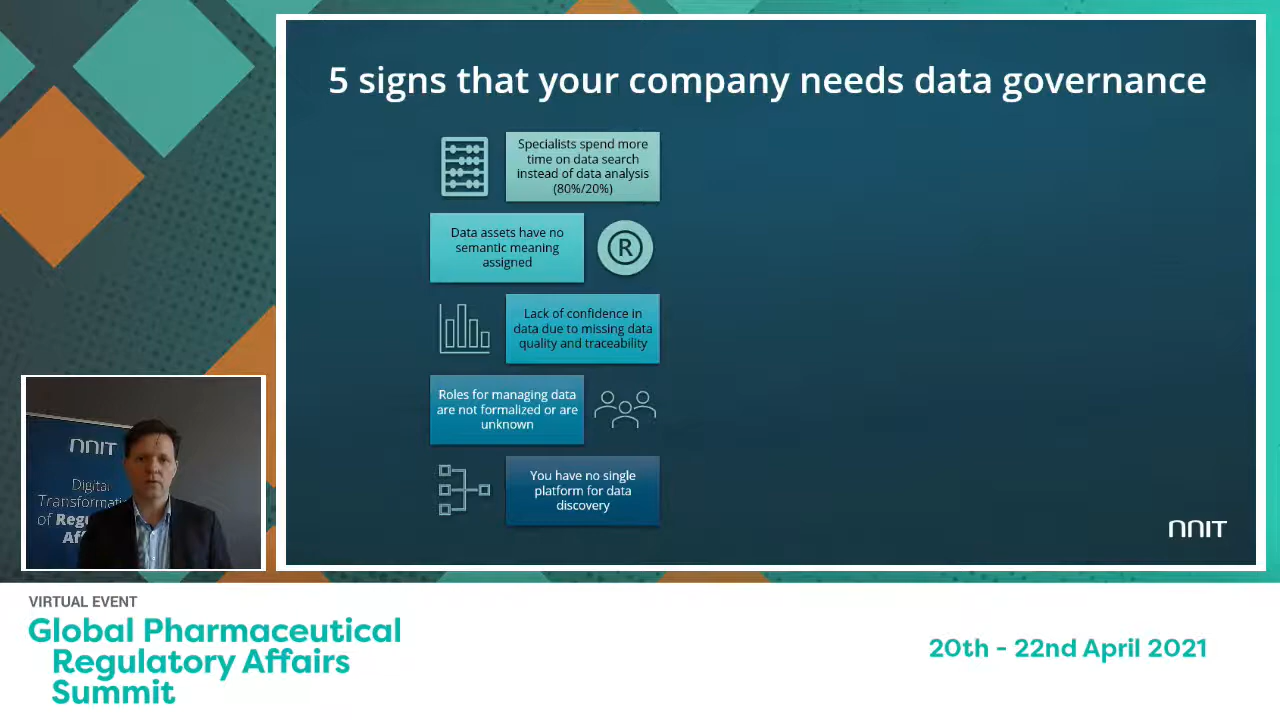 5 signs that your company needs data governance
Specialists spend more
time on data search
instead of data analysis
(80%/20%)
Data assets have no
semantic meaning
assigned
R
Lack of confidence in
data due to missing data
quality and traceability
Roles for managing data
are not formalized or are
unknown
You have no single
platform for data
discovery
nnit
nnit
Digital
Transformati
of Reg
Af
VIRTUAL EVENT
Global Pharmaceutical
Regulatory Affairs
Summit
20th - 22nd April 2021